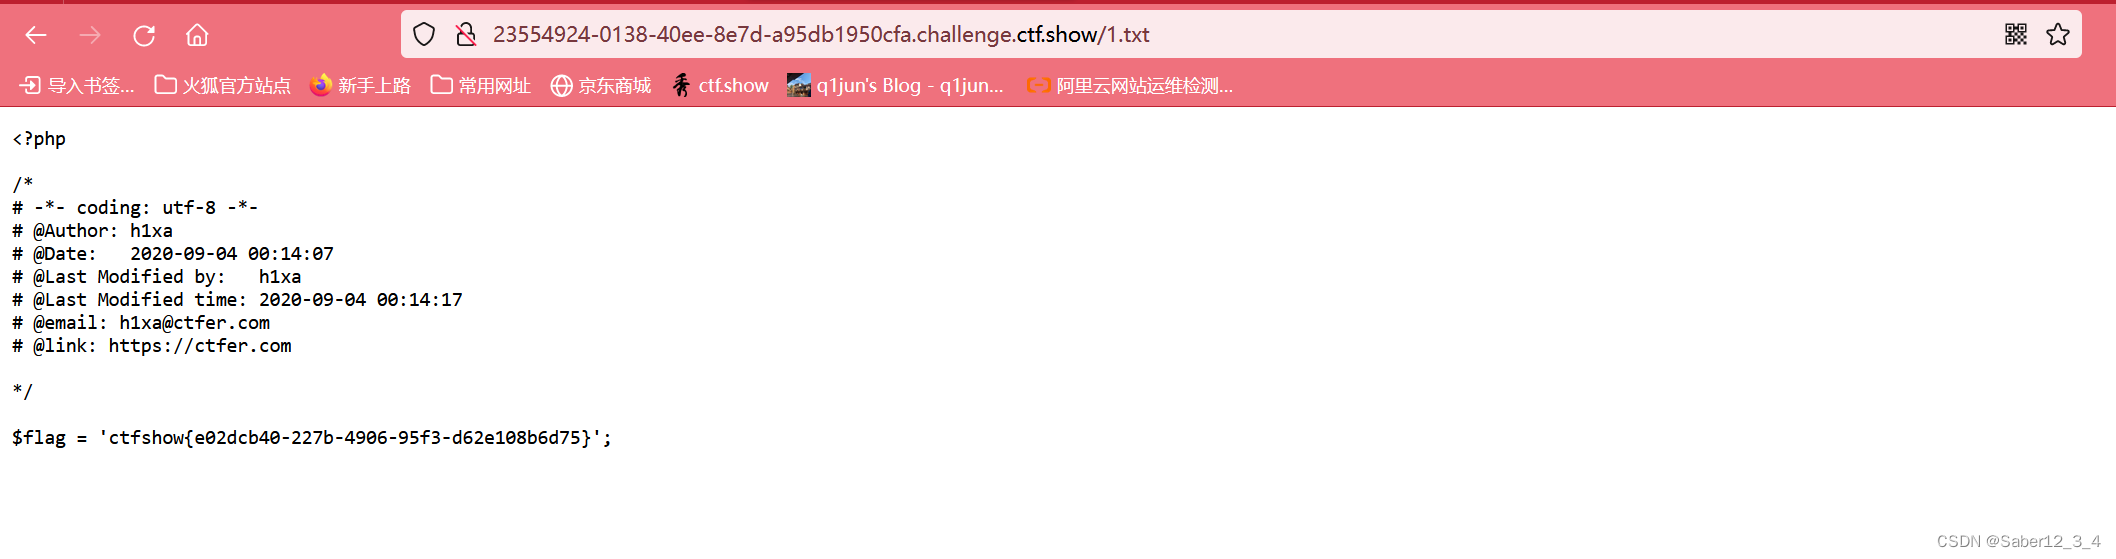 23554924-0138-40ee-8e7d-a95db1950cfa.challenge.ctf.show/1.txt
导入书签... 火狐官方站点 新手上路 常用网址 京东商城 ctf.show q1jun's Blog - q1jun... 阿里云网站运维检测...
<?php
/*
# -*- coding: utf-8 -*-
# @Author: h1xa
# @Date:   2020-09-04 00:14:07
# @Last Modified by:   h1xa
# @Last Modified time: 2020-09-04 00:14:17
# @email: h1xa@ctfer.com
# @link: https://ctfer.com
*/
$flag = 'ctfshow{e02dcb40-227b-4906-95f3-d62e108b6d75}';
CSDN @Saber12_3_4